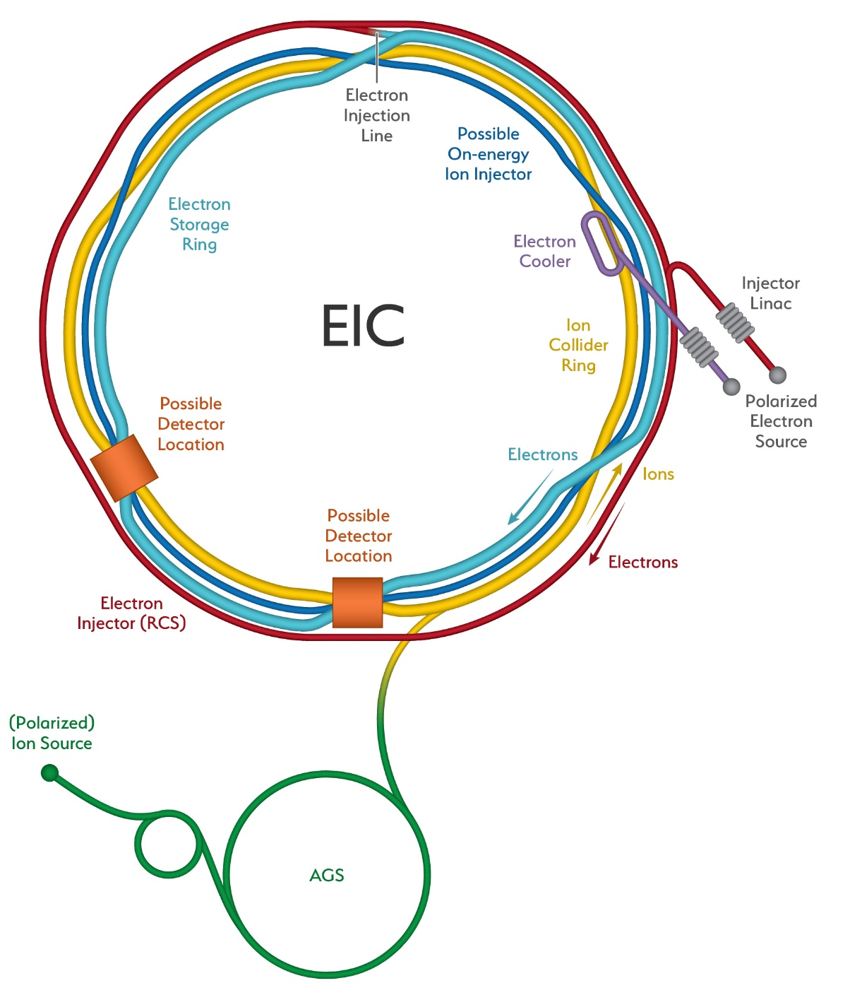 Electron
Injection
Line
Possible
On-energy
Ion Injector
Electron
Storage
Ring
Electron
Cooler
Injector
Linac
EIC
Ion
Collider
Ring
Polarized
Electron
Source
Possible
Detector
Location
Electrons
Ions
Possible
Detector
Location
Electrons
Electron
Injector (RCS)
(Polarized)
Ion Source
AGS